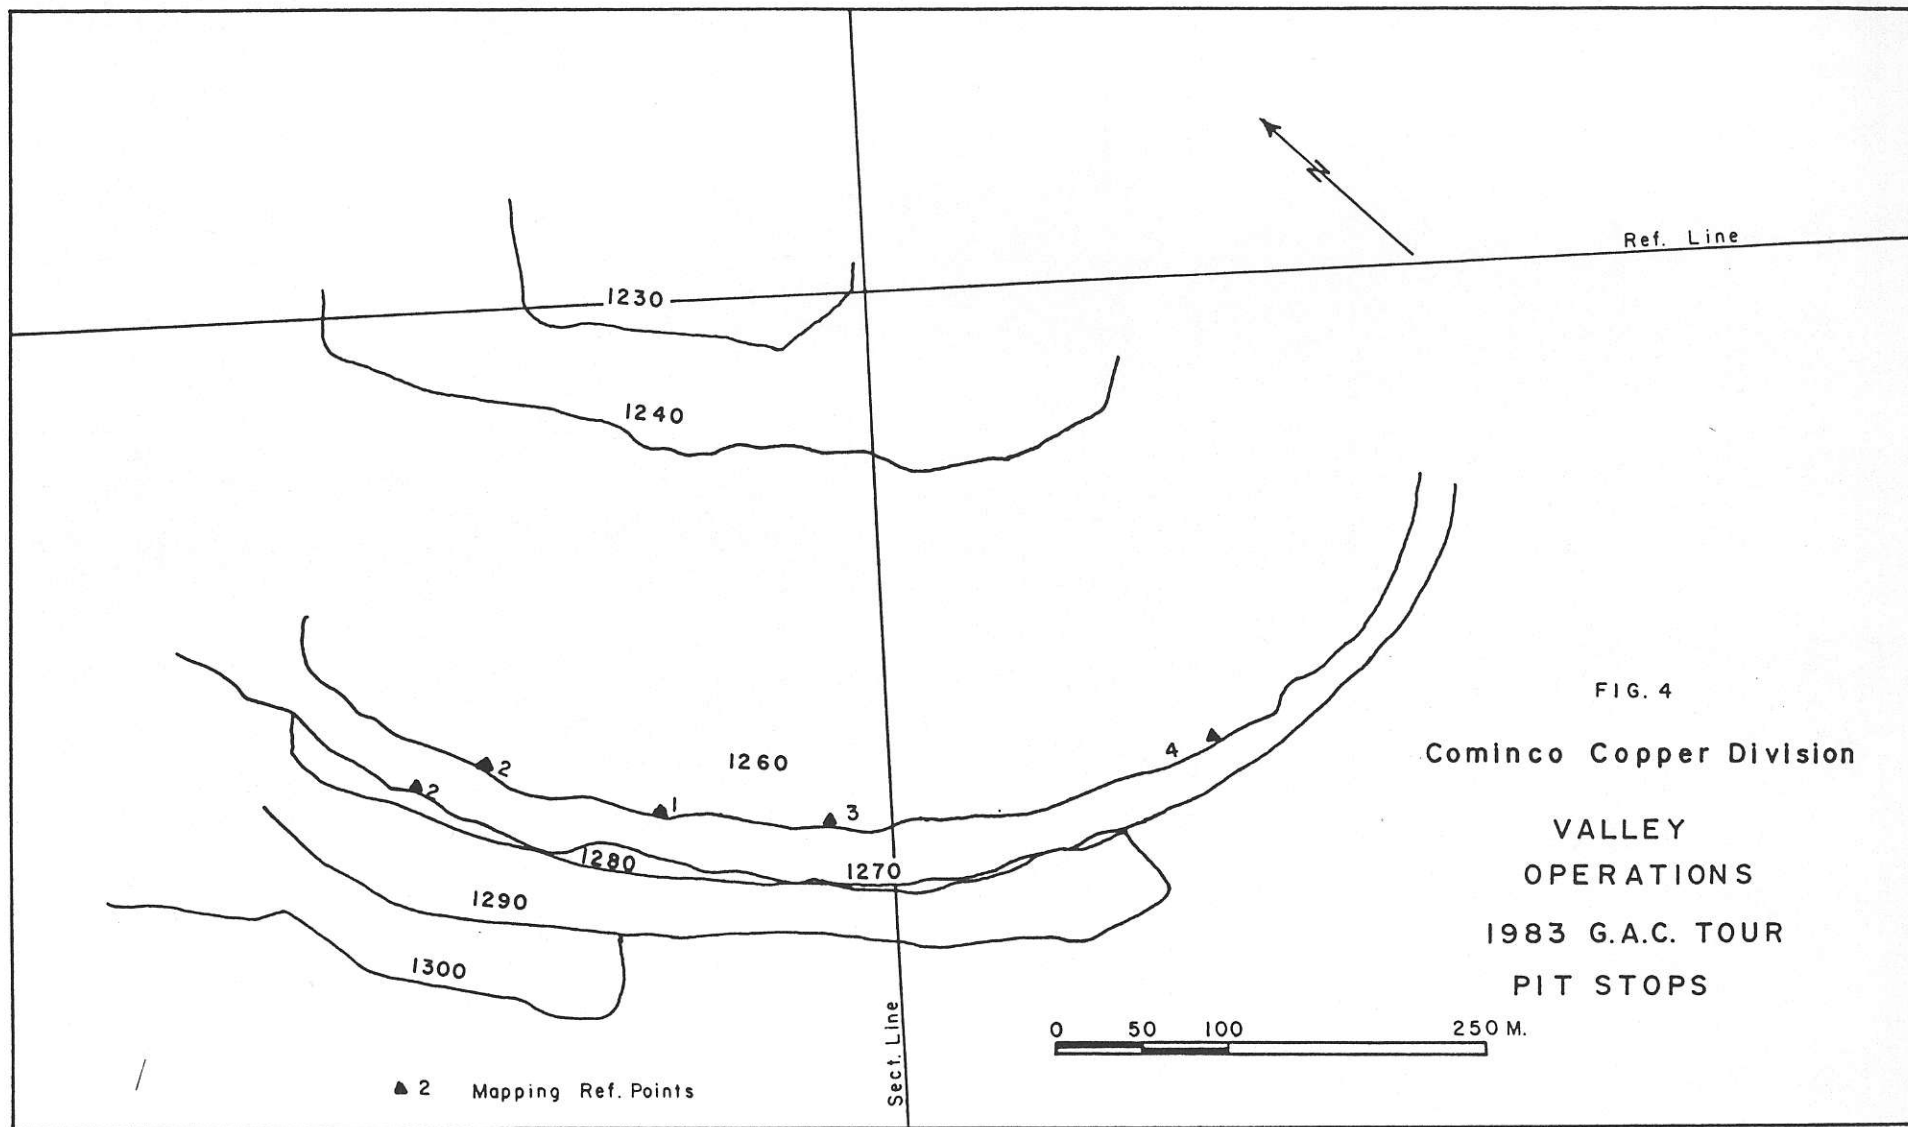 N
Ref. Line
1230
1240
1260
2
2
1
3
4
1270
1280
1290
1300
Sect. Line
FIG. 4
Cominco Copper Division
VALLEY
OPERATIONS
1983 G.A.C. TOUR
PIT STOPS
0 50 100 250 M.
2 Mapping Ref. Points